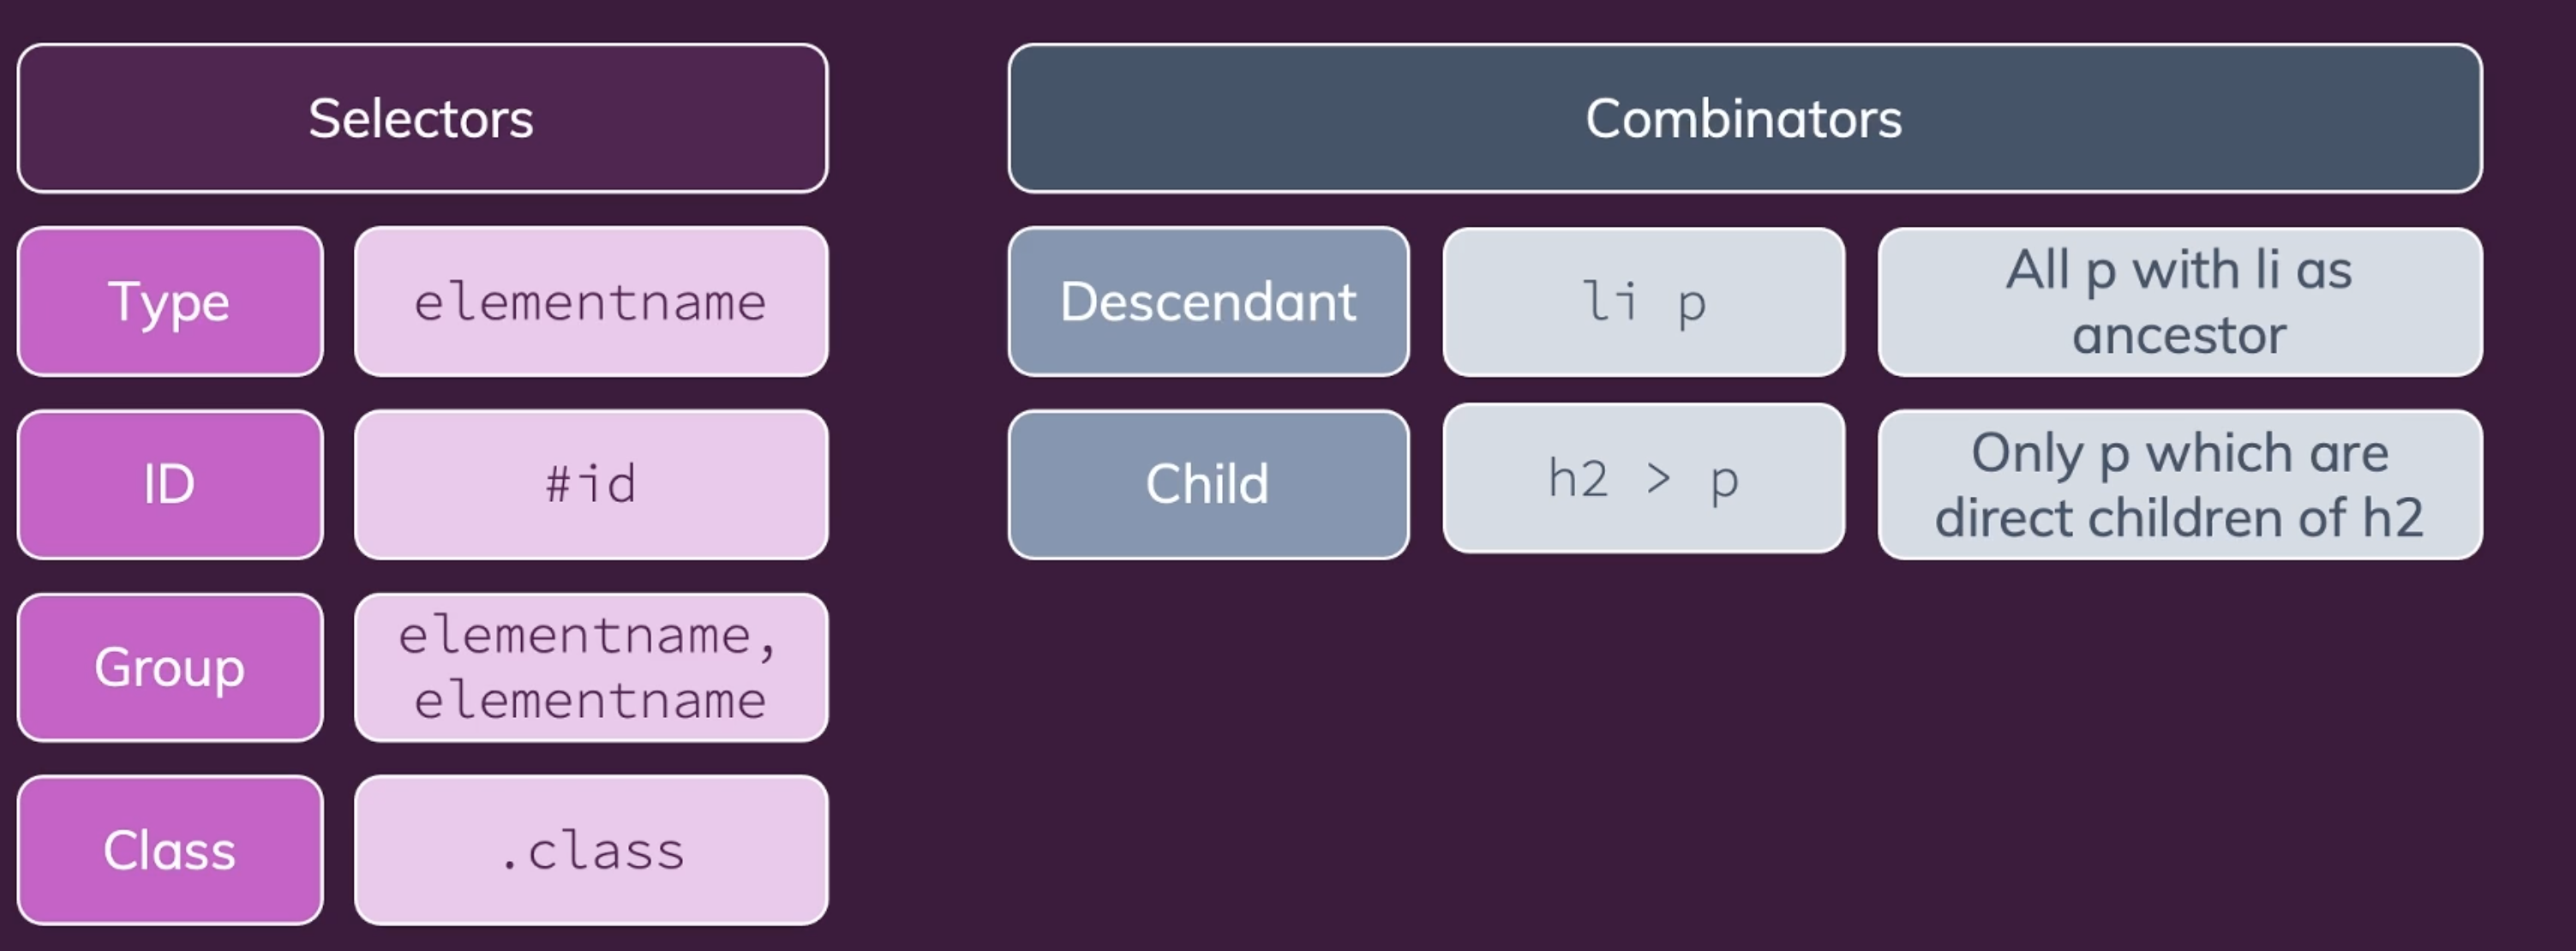 Selectors
Type
elementname
ID
#id
Group
elementname,
elementname
Class
.class
Combinators
Descendant
li p
All p with li as
ancestor
Child
h2 > p
Only p which are
direct children of h2